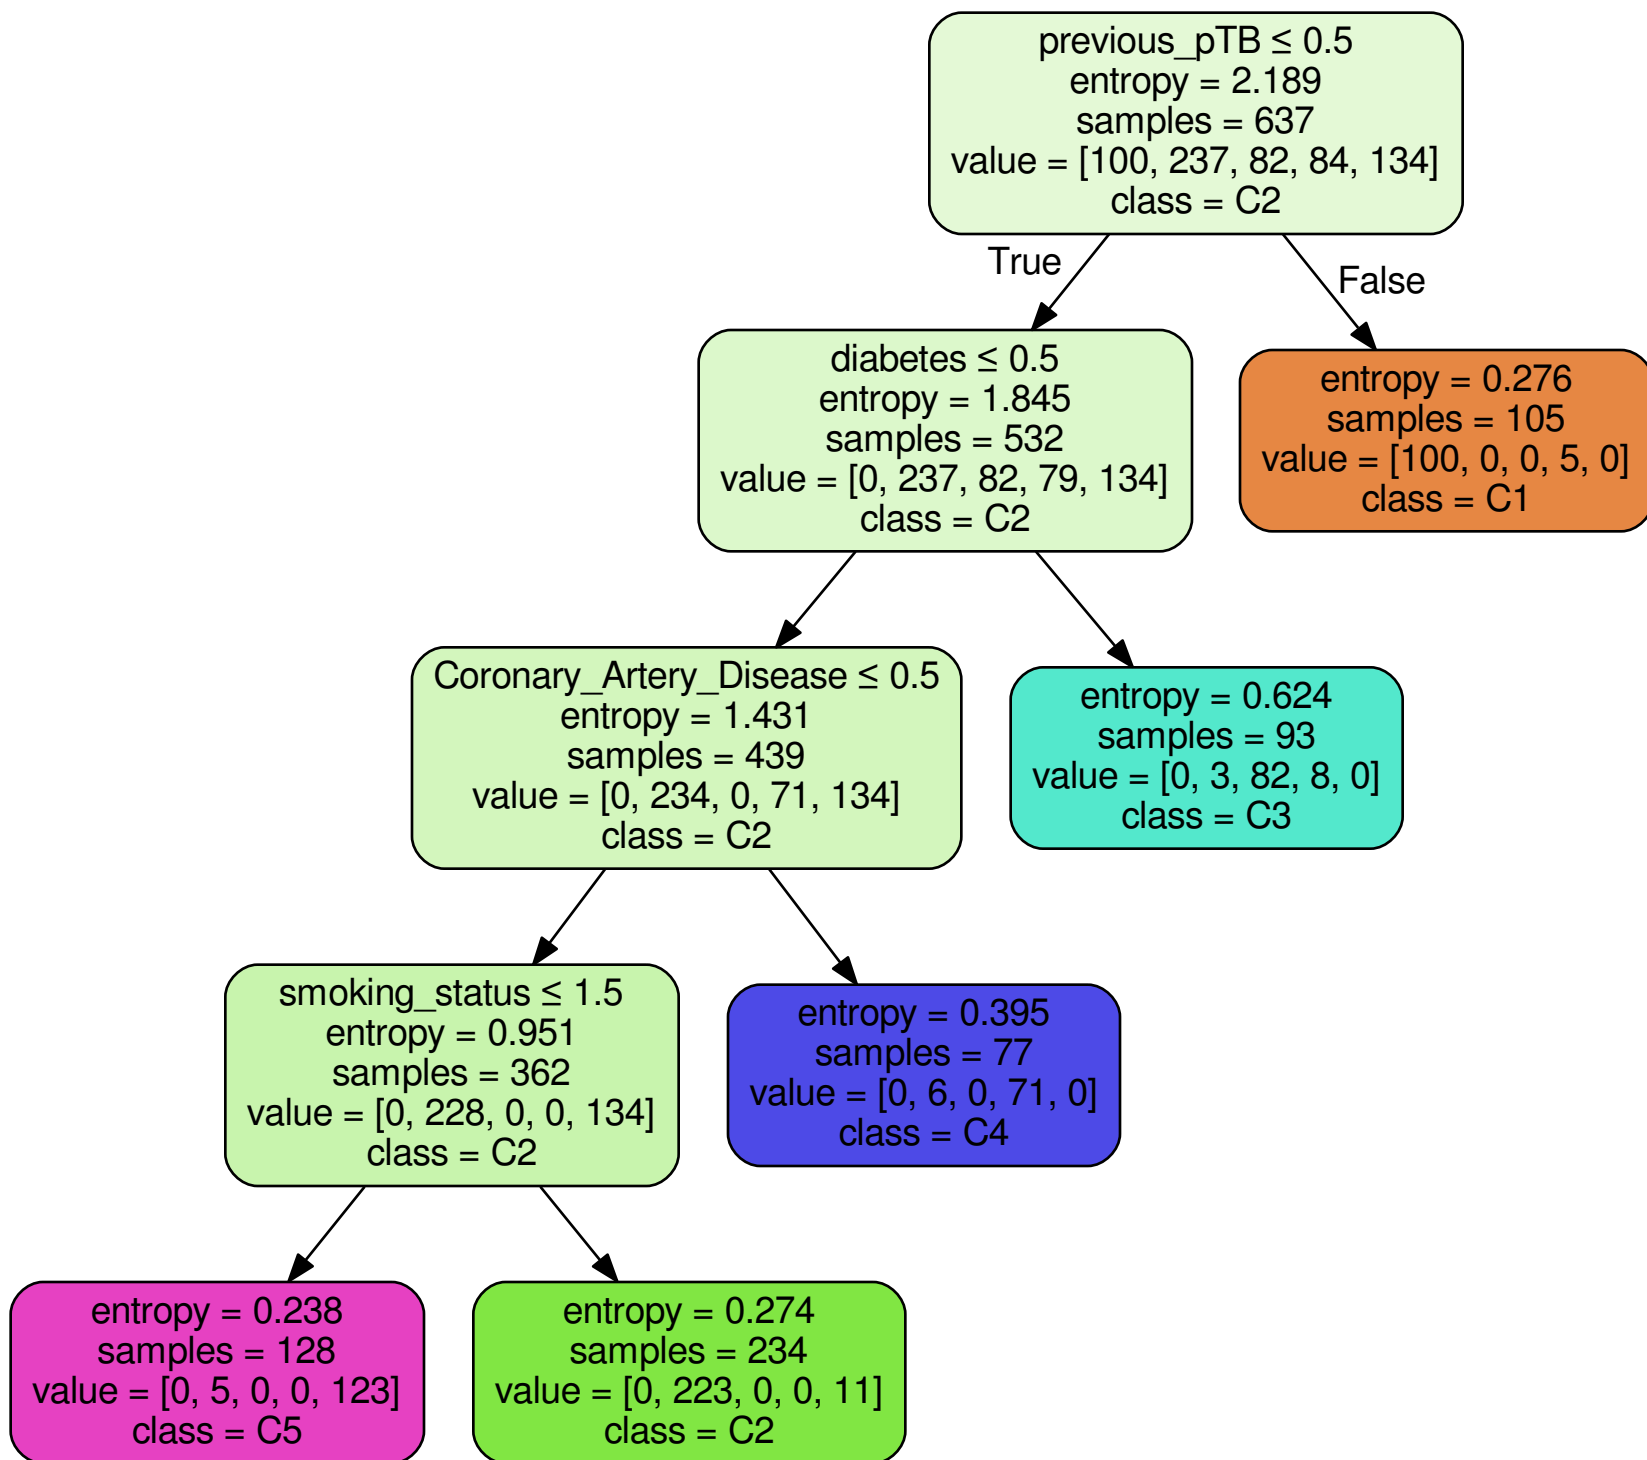 previous_pTB ≤ 0.5
entropy = 2.189
samples = 637
value = [100, 237, 82, 84, 134]
class = C2
True
False
diabetes ≤ 0.5
entropy = 1.845
samples = 532
value = [0, 237, 82, 79, 134]
class = C2
entropy = 0.276
samples = 105
value = [100, 0, 0, 5, 0]
class = C1
Coronary_Artery_Disease ≤ 0.5
entropy = 1.431
samples = 439
value = [0, 234, 0, 71, 134]
class = C2
entropy = 0.624
samples = 93
value = [0, 3, 82, 8, 0]
class = C3
smoking_status ≤ 1.5
entropy = 0.951
samples = 362
value = [0, 228, 0, 0, 134]
class = C2
entropy = 0.395
samples = 77
value = [0, 6, 0, 71, 0]
class = C4
entropy = 0.238
samples = 128
value = [0, 5, 0, 0, 123]
class = C5
entropy = 0.274
samples = 234
value = [0, 223, 0, 0, 11]
class = C2